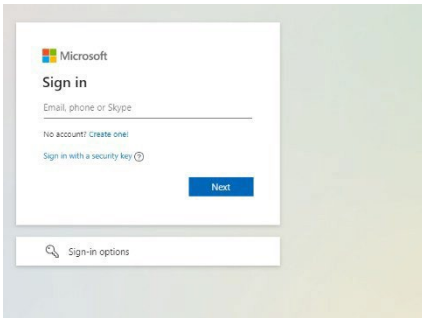 Microsoft
Sign in
Email, phone or Skype
No account? Create one!
Sign in with a security key ?
Next
Sign-in options